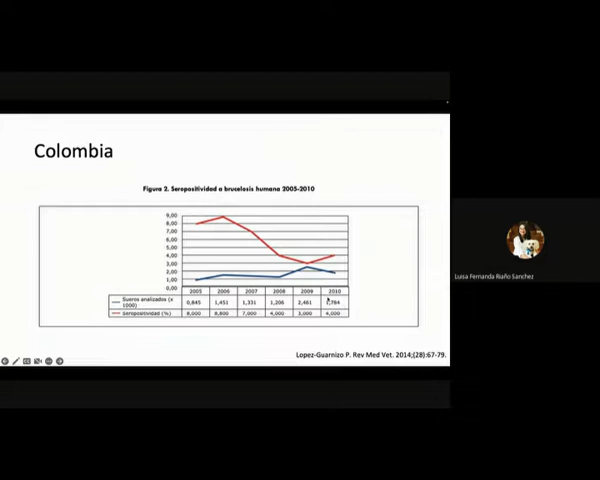 Colombia
Figura 2. Seropositividad a brucelosis humana 2005-2010
9,00
8,00
7,00
6,00
5,00
4,00
3,00
2,00
1,00
0,00
2005 2006 2007 2008 2009 2010
Sueros analizados (x 1000) 0,845 1,451 1,331 1,206 2,461 1,784
Seropositividad (%) 8,000 8,800 7,000 4,000 3,000 4,000
Lopez-Guarnizo P. Rev Med Vet. 2014;(28):67-79.
Luisa Fernanda Riaño Sanchez